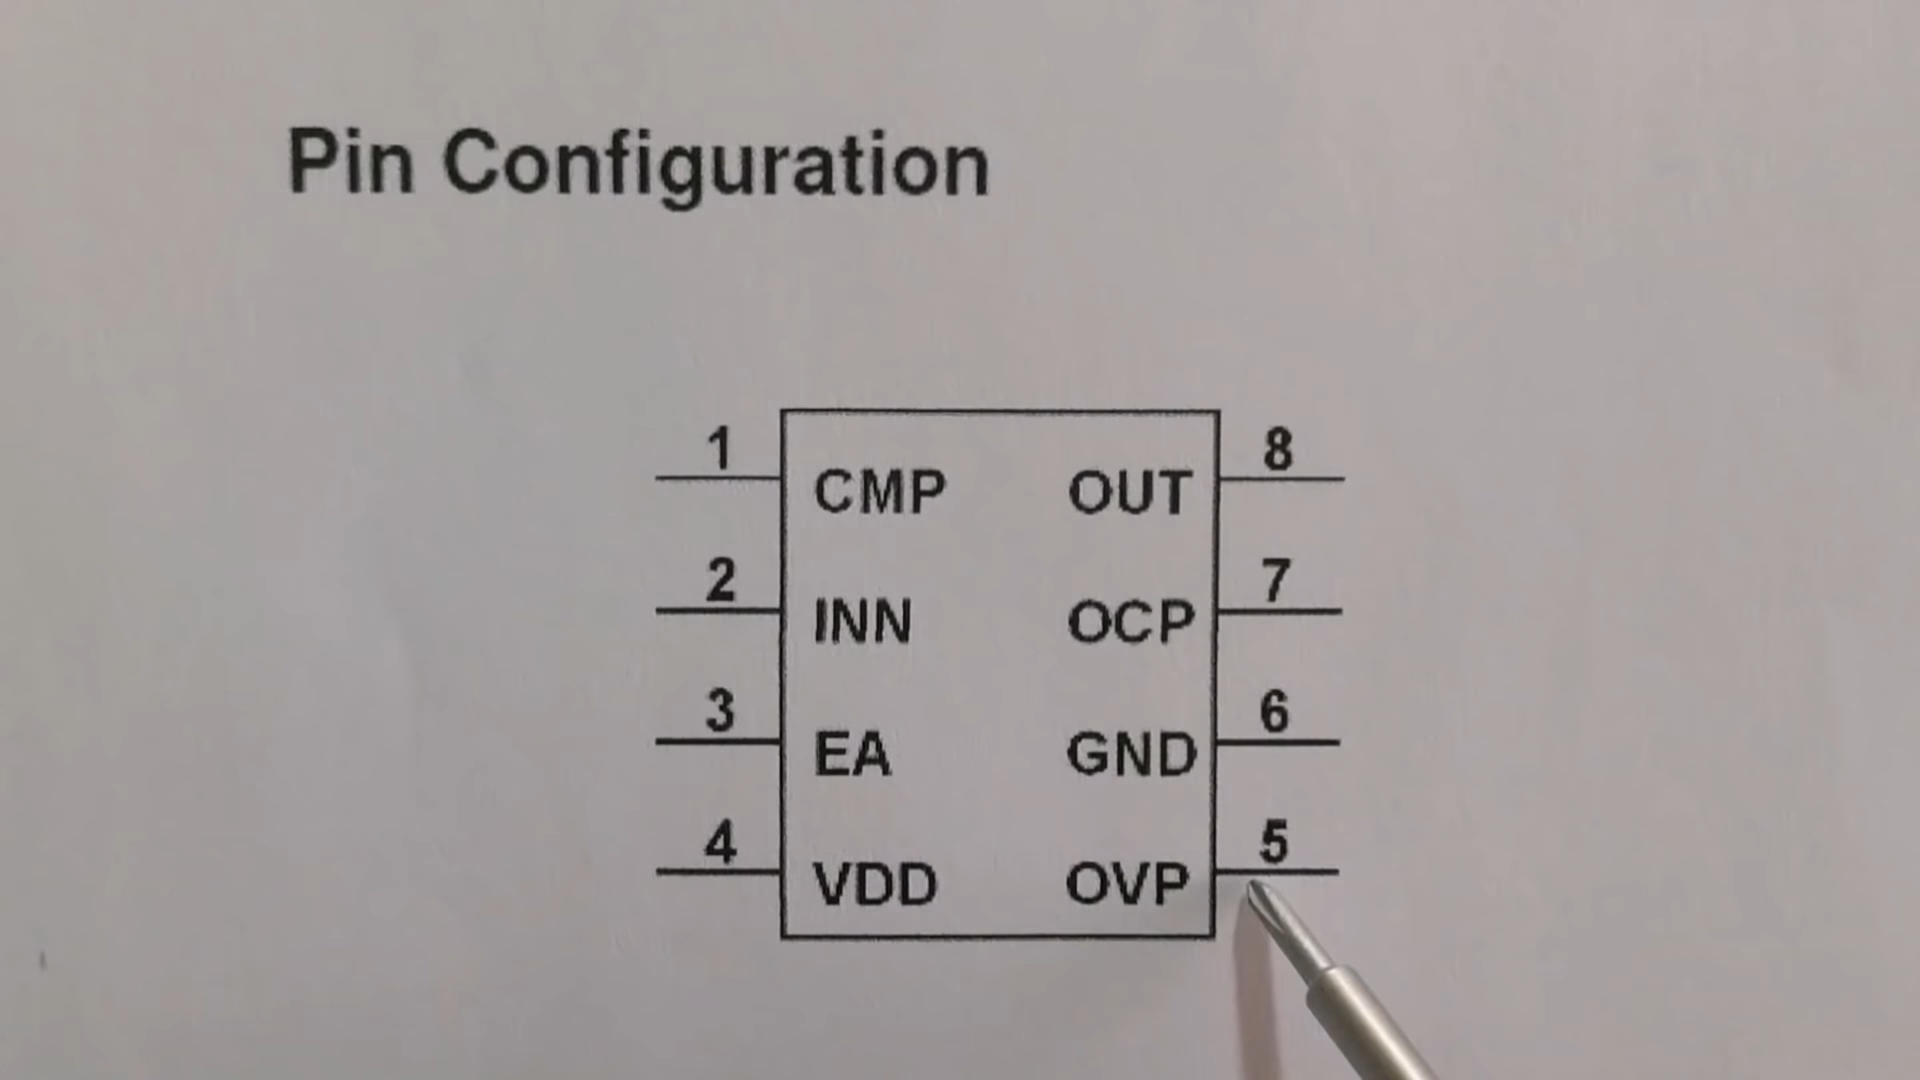 Pin Configuration
1 CMP OUT 8
2 INN OCP 7
3 EA GND 6
4 VDD OVP 5